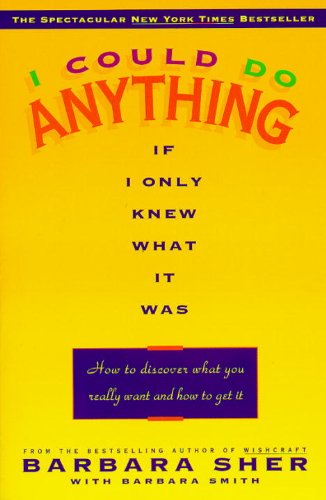 THE SPECTACULAR NEW YORK TIMES BESTSELLER
I COULD DO
ANYTHING
IF
I ONLY
KNEW
WHAT
IT
WAS
How to discover what you
really want and how to get it
FROM THE BESTSELLING AUTHOR OF WISHCRAFT
BARBARA SHER
WITH BARBARA SMITH